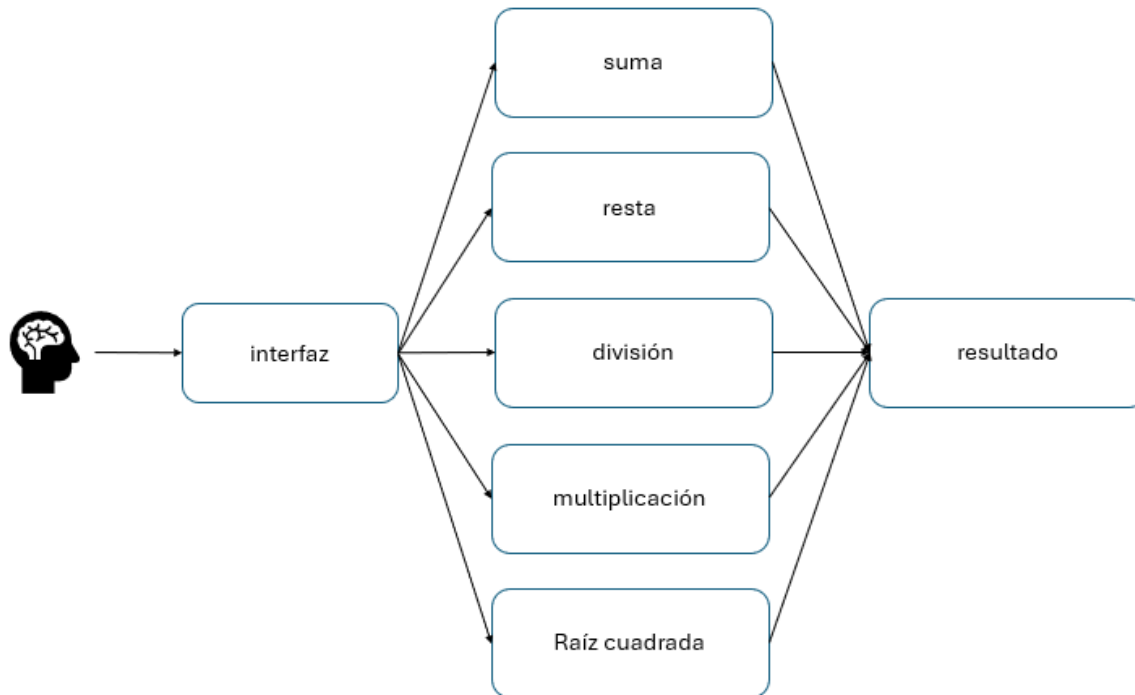 suma
resta
interfaz
división
resultado
multiplicación
Raíz cuadrada